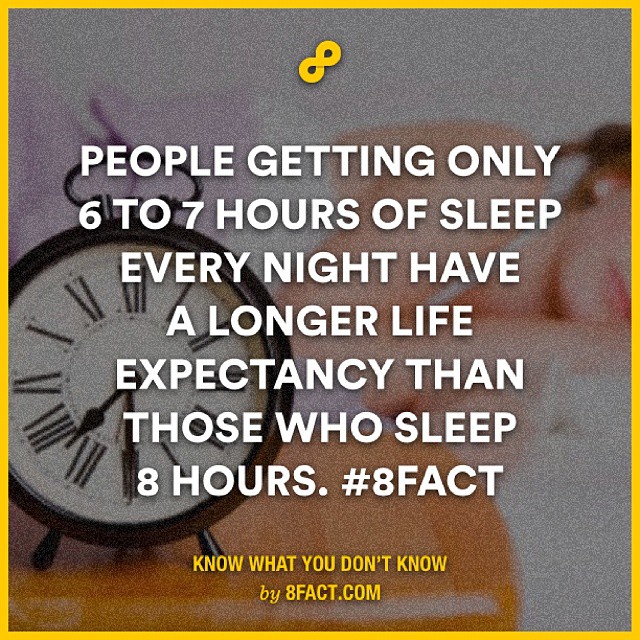 PEOPLE GETTING ONLY
6 TO 7 HOURS OF SLEEP
EVERY NIGHT HAVE
A LONGER LIFE
EXPECTANCY THAN
THOSE WHO SLEEP
8 HOURS. #8FACT
KNOW WHAT YOU DON'T KNOW
by 8FACT.COM